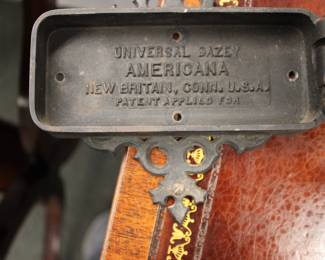 UNIVERSAL GAZEY
AMERICANA
NEW BRITAIN, CONN. U.S.A.
PATENT APPLIED FOR